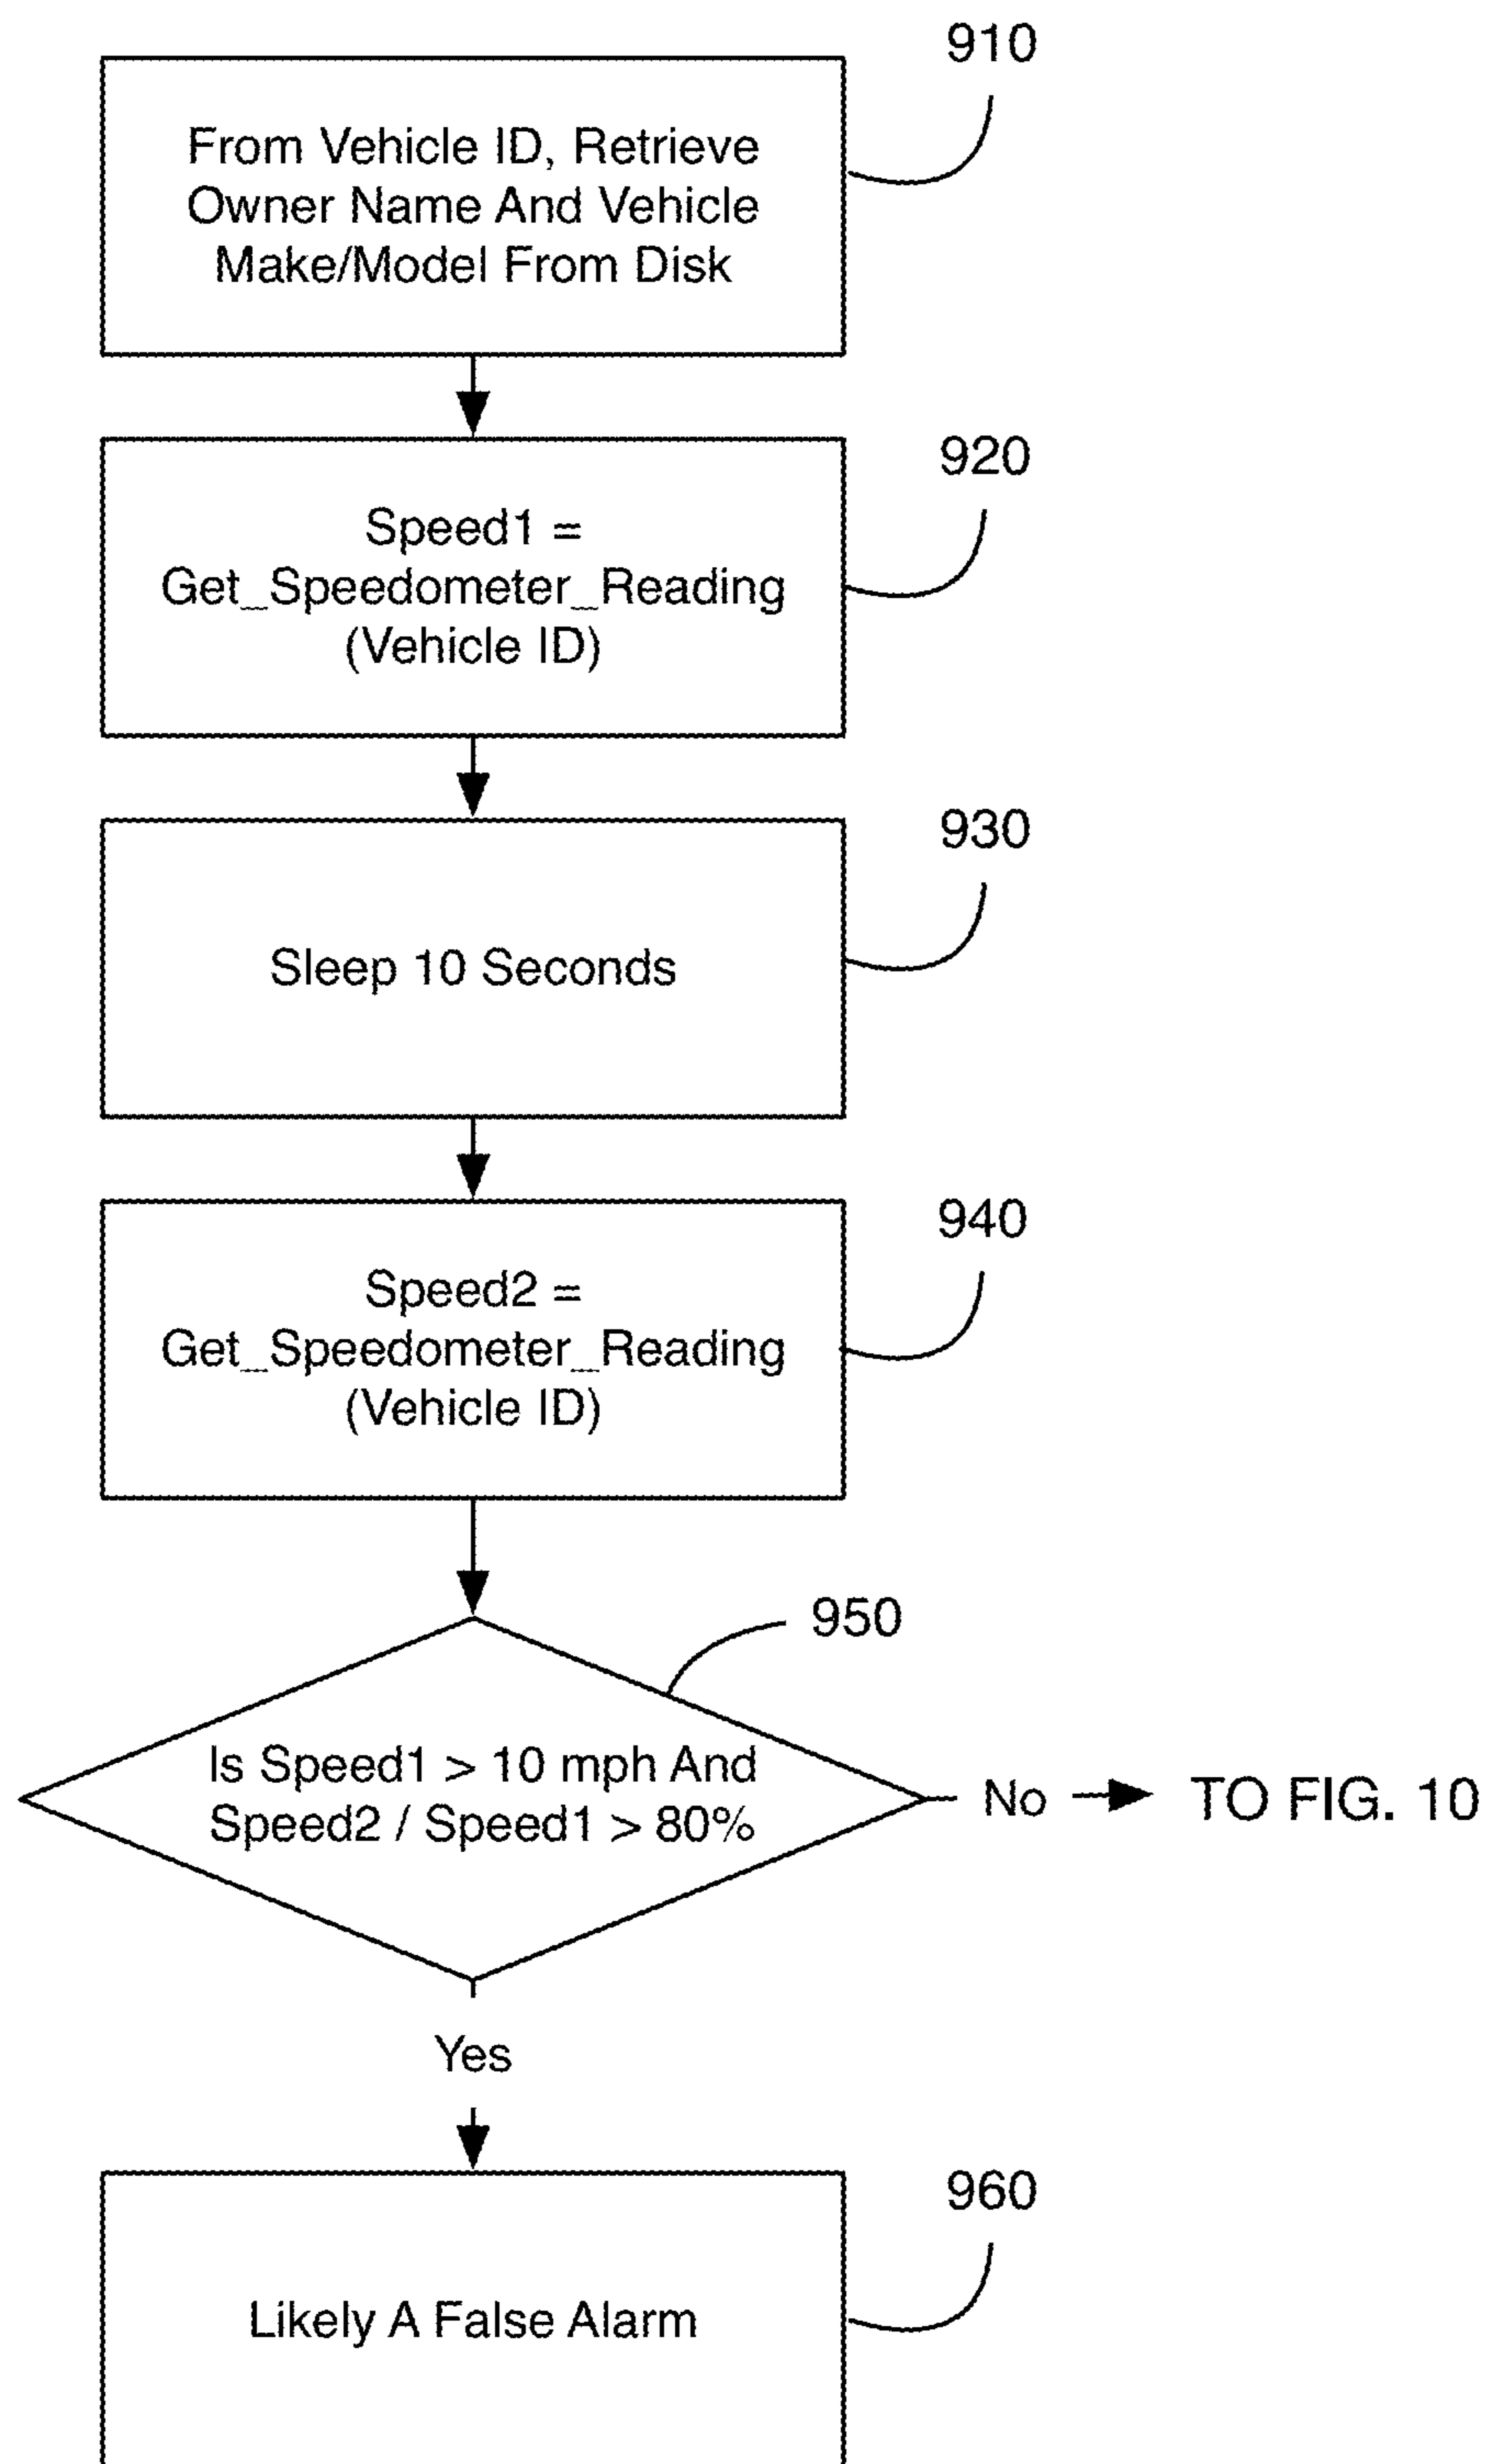 910
From Vehicle ID, Retrieve
Owner Name And Vehicle
Make/Model From Disk
920
Speed1 =
Get_Speedometer_Reading
(Vehicle ID)
930
Sleep 10 Seconds
940
Speed2 =
Get_Speedometer_Reading
(Vehicle ID)
950
Is Speed1 > 10 mph And
Speed2 / Speed1 > 80%
No
TO FIG. 10
Yes
960
Likely A False Alarm